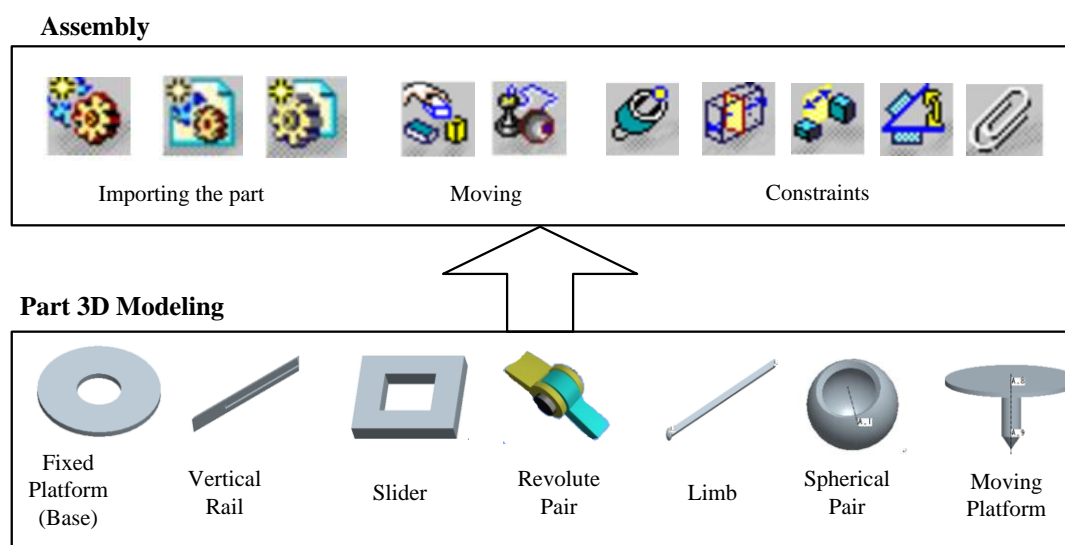 Assembly
Importing the part
Moving
Constraints
Part 3D Modeling
Fixed
Platform
(Base)
Vertical
Rail
Slider
Revolute
Pair
Limb
Spherical
Pair
Moving
Platform